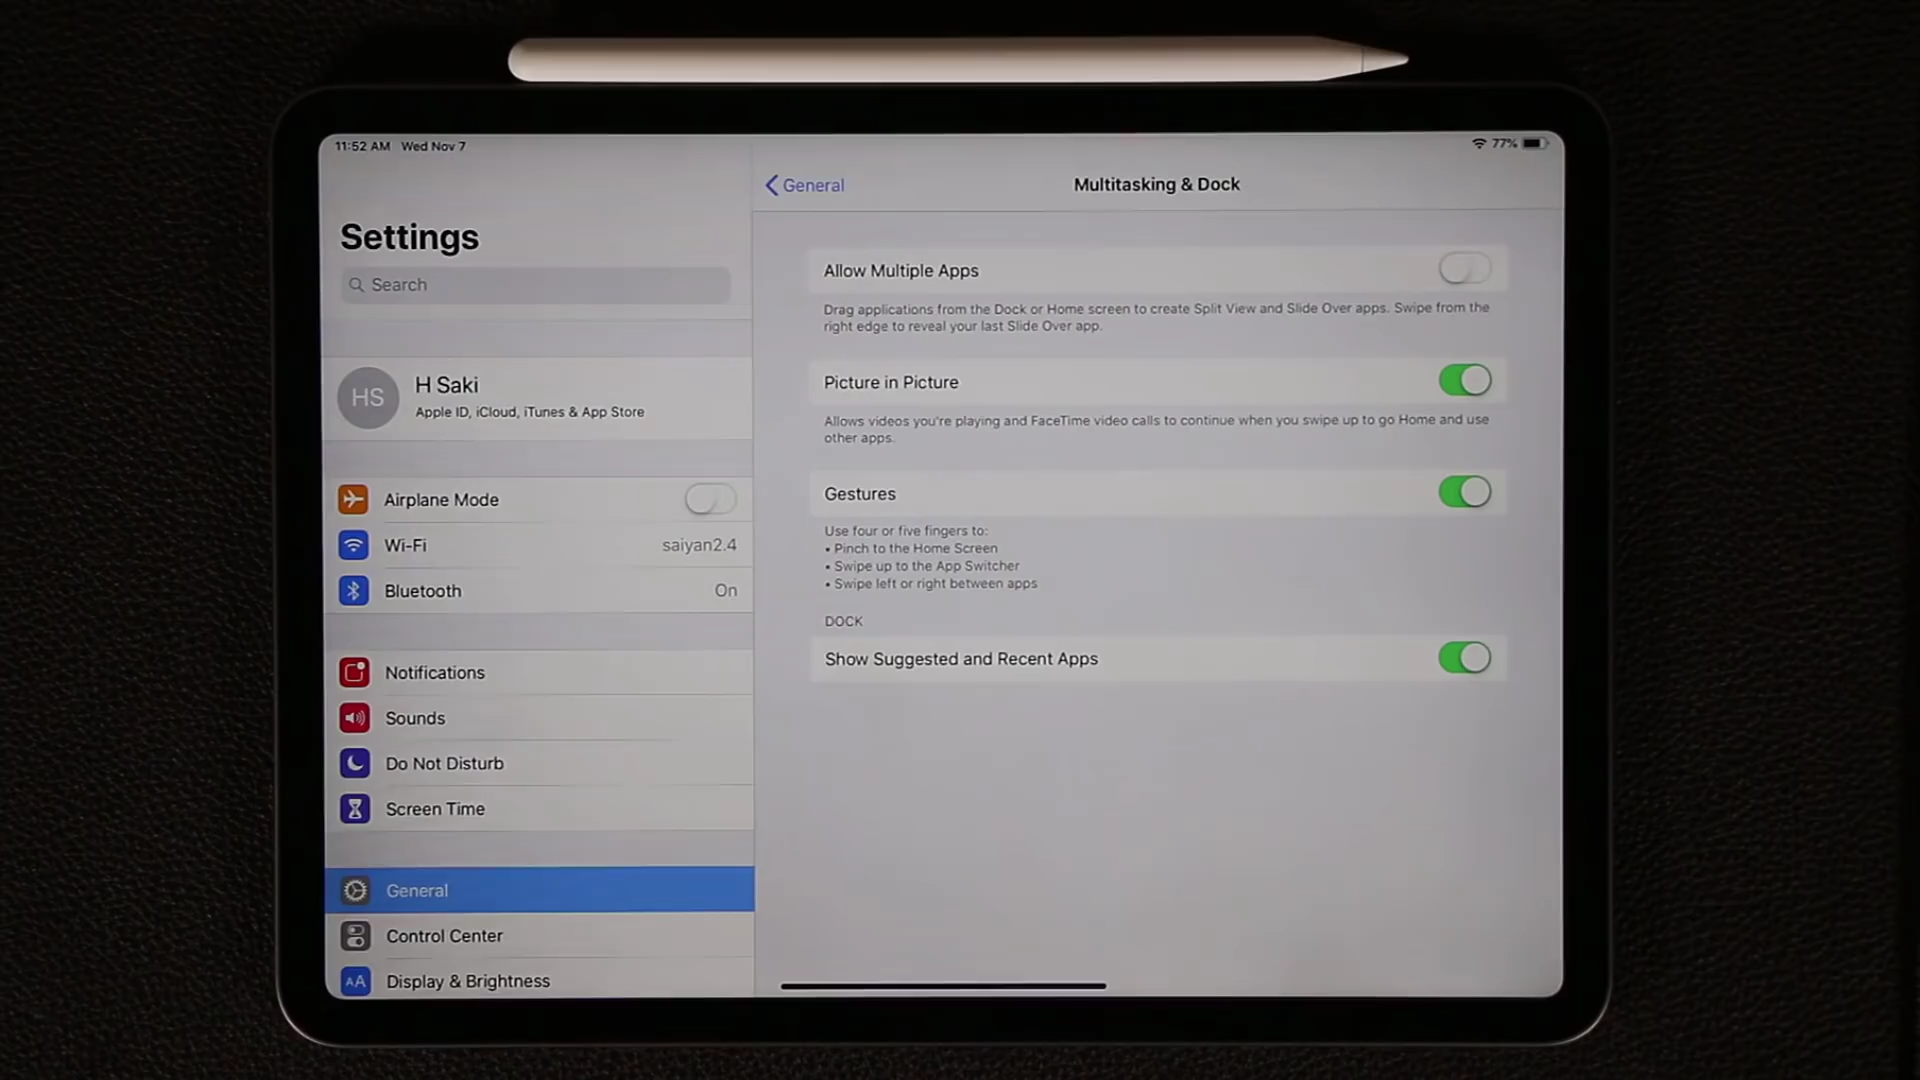 11:52 AM Wed Nov 7
77%
Settings
Search
HS
H Saki
Apple ID, iCloud, iTunes & App Store
Airplane Mode
Wi-Fi saiyan2.4
Bluetooth On
Notifications
Sounds
Do Not Disturb
Screen Time
General
Control Center
AA Display & Brightness
General
Multitasking & Dock
Allow Multiple Apps
Drag applications from the Dock or Home screen to create Split View and Slide Over apps. Swipe from the
right edge to reveal your last Slide Over app.
Picture in Picture
Allows videos you're playing and FaceTime video calls to continue when you swipe up to go Home and use
other apps.
Gestures
Use four or five fingers to:
• Pinch to the Home Screen
• Swipe up to the App Switcher
• Swipe left or right between apps
DOCK
Show Suggested and Recent Apps